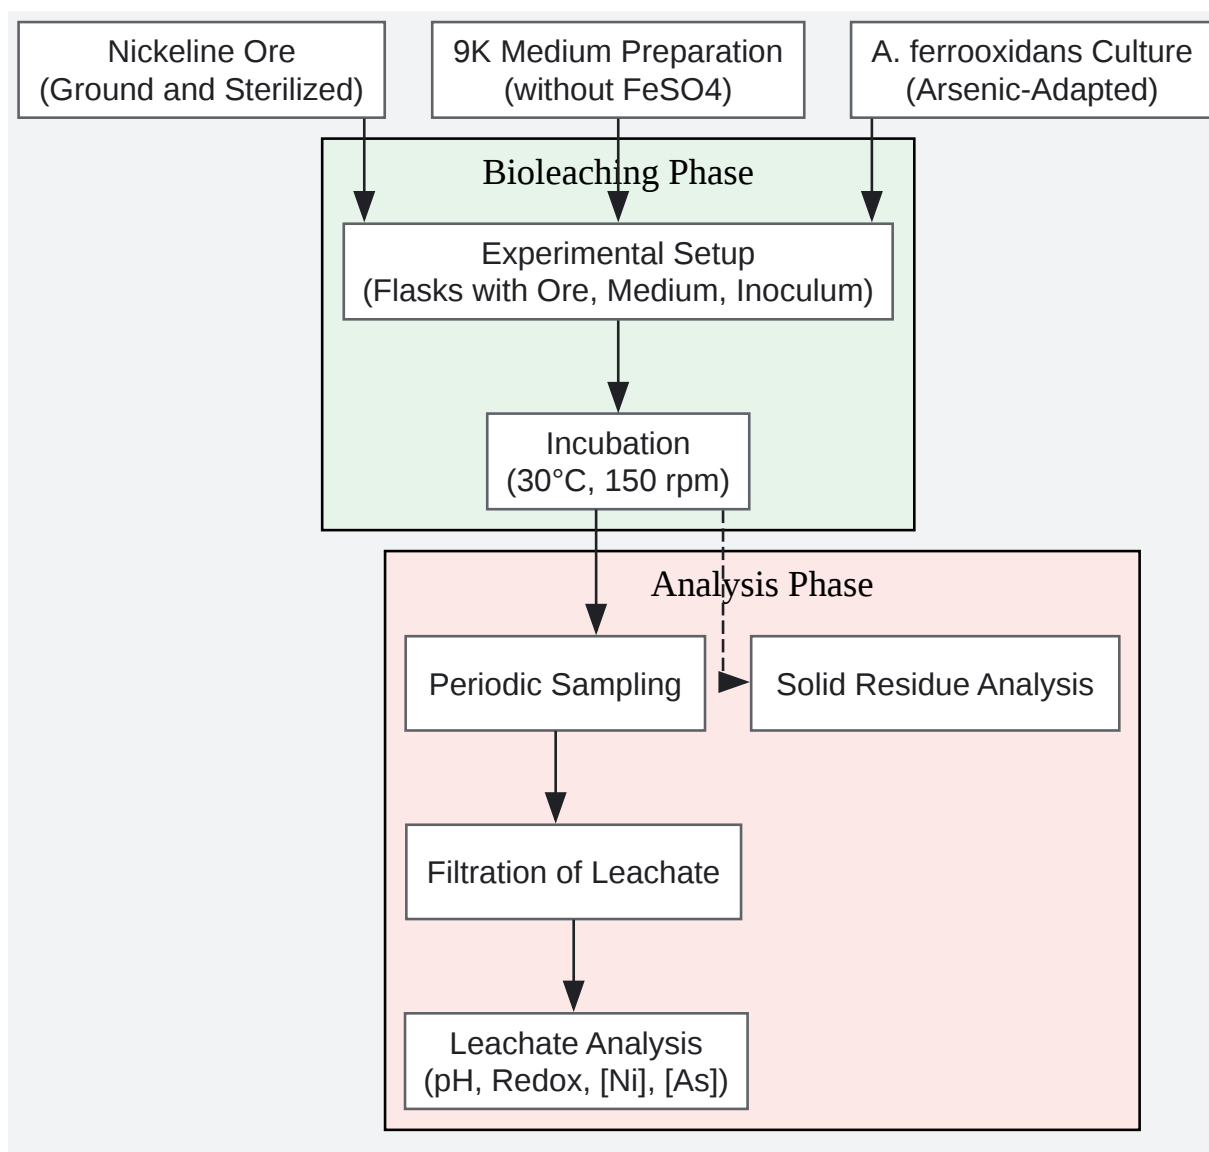 Nickeline Ore
(Ground and Sterilized)
9K Medium Preparation
(without FeSO4)
A. ferrooxidans Culture
(Arsenic-Adapted)
Bioleaching Phase
Experimental Setup
(Flasks with Ore, Medium, Inoculum)
Incubation
(30°C, 150 rpm)
Analysis Phase
Periodic Sampling
Solid Residue Analysis
Filtration of Leachate
Leachate Analysis
(pH, Redox, [Ni], [As])